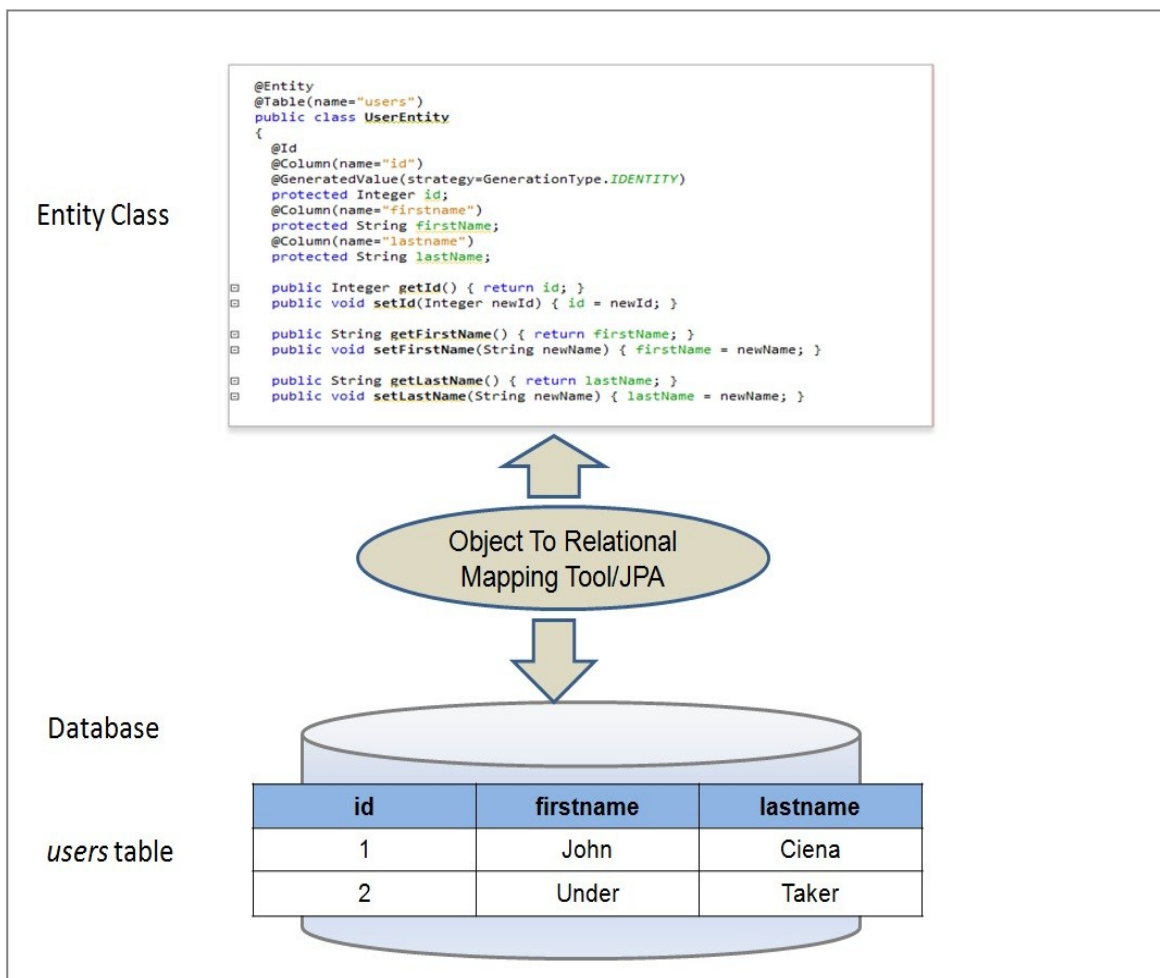 @Entity
@Table(name="users")
public class UserEntity
{
@Id
@Column(name="id")
@GeneratedValue(strategy=GenerationType.IDENTITY)
protected Integer id;
@Column(name="firstname")
protected String firstName;
@Column(name="lastname")
protected String lastName;
public Integer getId() { return id; }
public void setId(Integer newId) { id = newId; }
public String getFirstName() { return firstName; }
public void setFirstName(String newName) { firstName = newName; }
public String getLastName() { return lastName; }
public void setLastName(String newName) { lastName = newName; }
Entity Class
Object To Relational
Mapping Tool/JPA
Database
id firstname lastname
1 John Ciena
2 Under Taker
users table